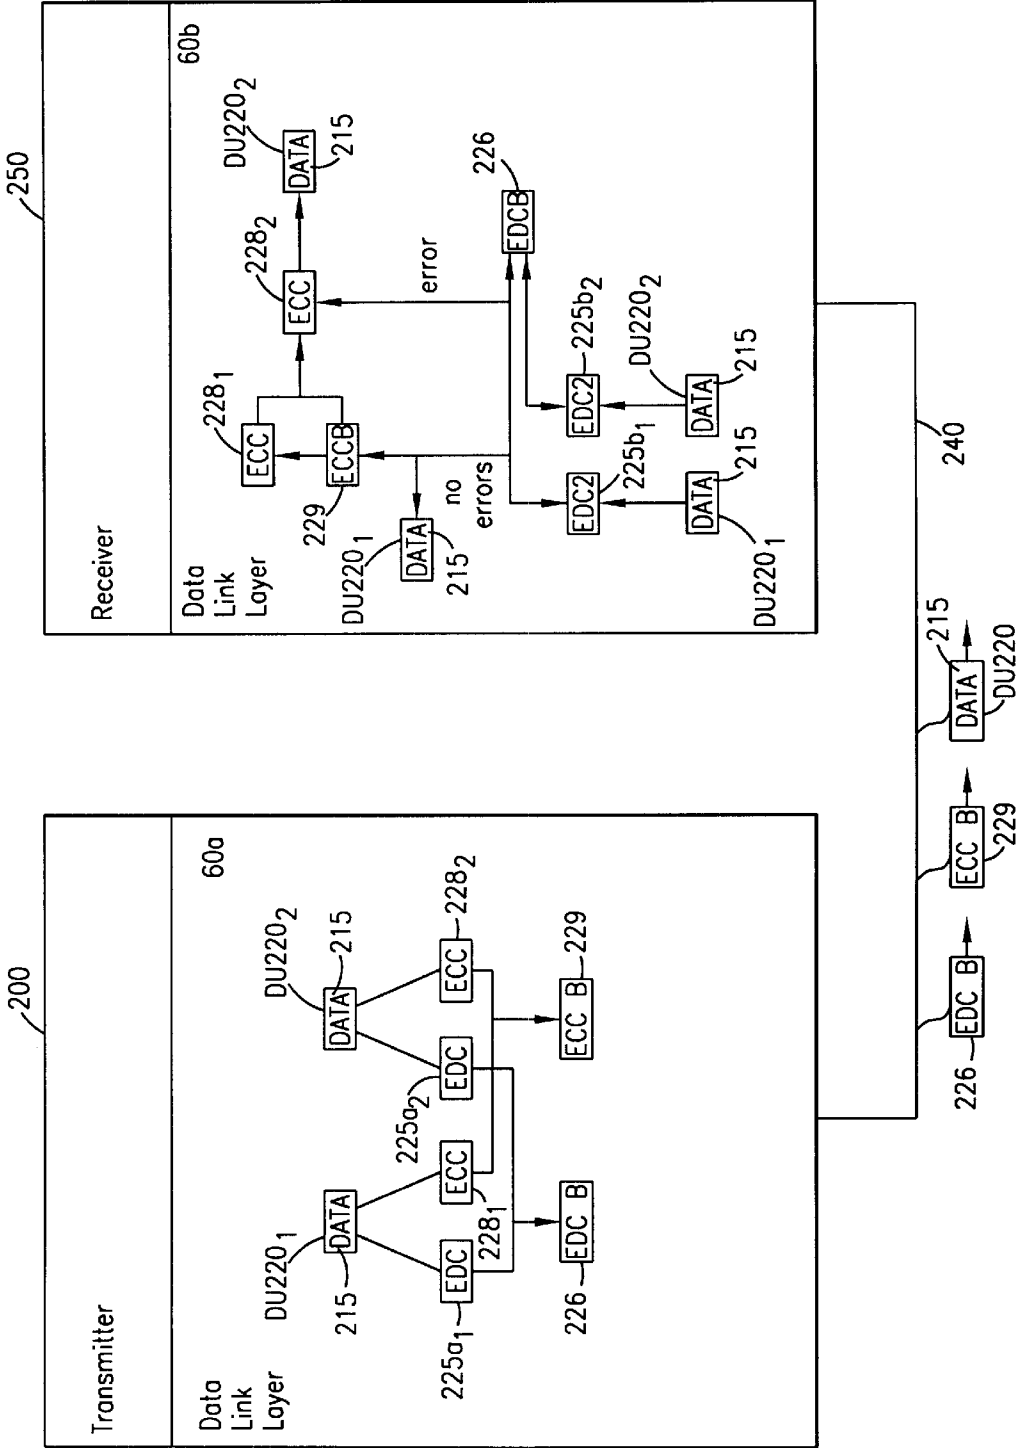 200
Transmitter
Data
Link
Layer
60a
DU220₁
DATA
215
DU220₂
DATA
215
EDC
225a₁
ECC
228₁
EDC
225a₂
ECC
228₂
EDC B
226
ECC B
229
250
Receiver
Data
Link
Layer
60b
ECC
228₁
ECCB
229
ECC
228₂
DATA
DU220₂
215
DU220₁
DATA
215
no
errors
error
EDCB
226
EDC2
225b₁
EDC2
225b₂
DATA
215
DU220₁
DU220₂
DATA
215
240
EDC B
226
ECC B
229
DATA
215
DU220